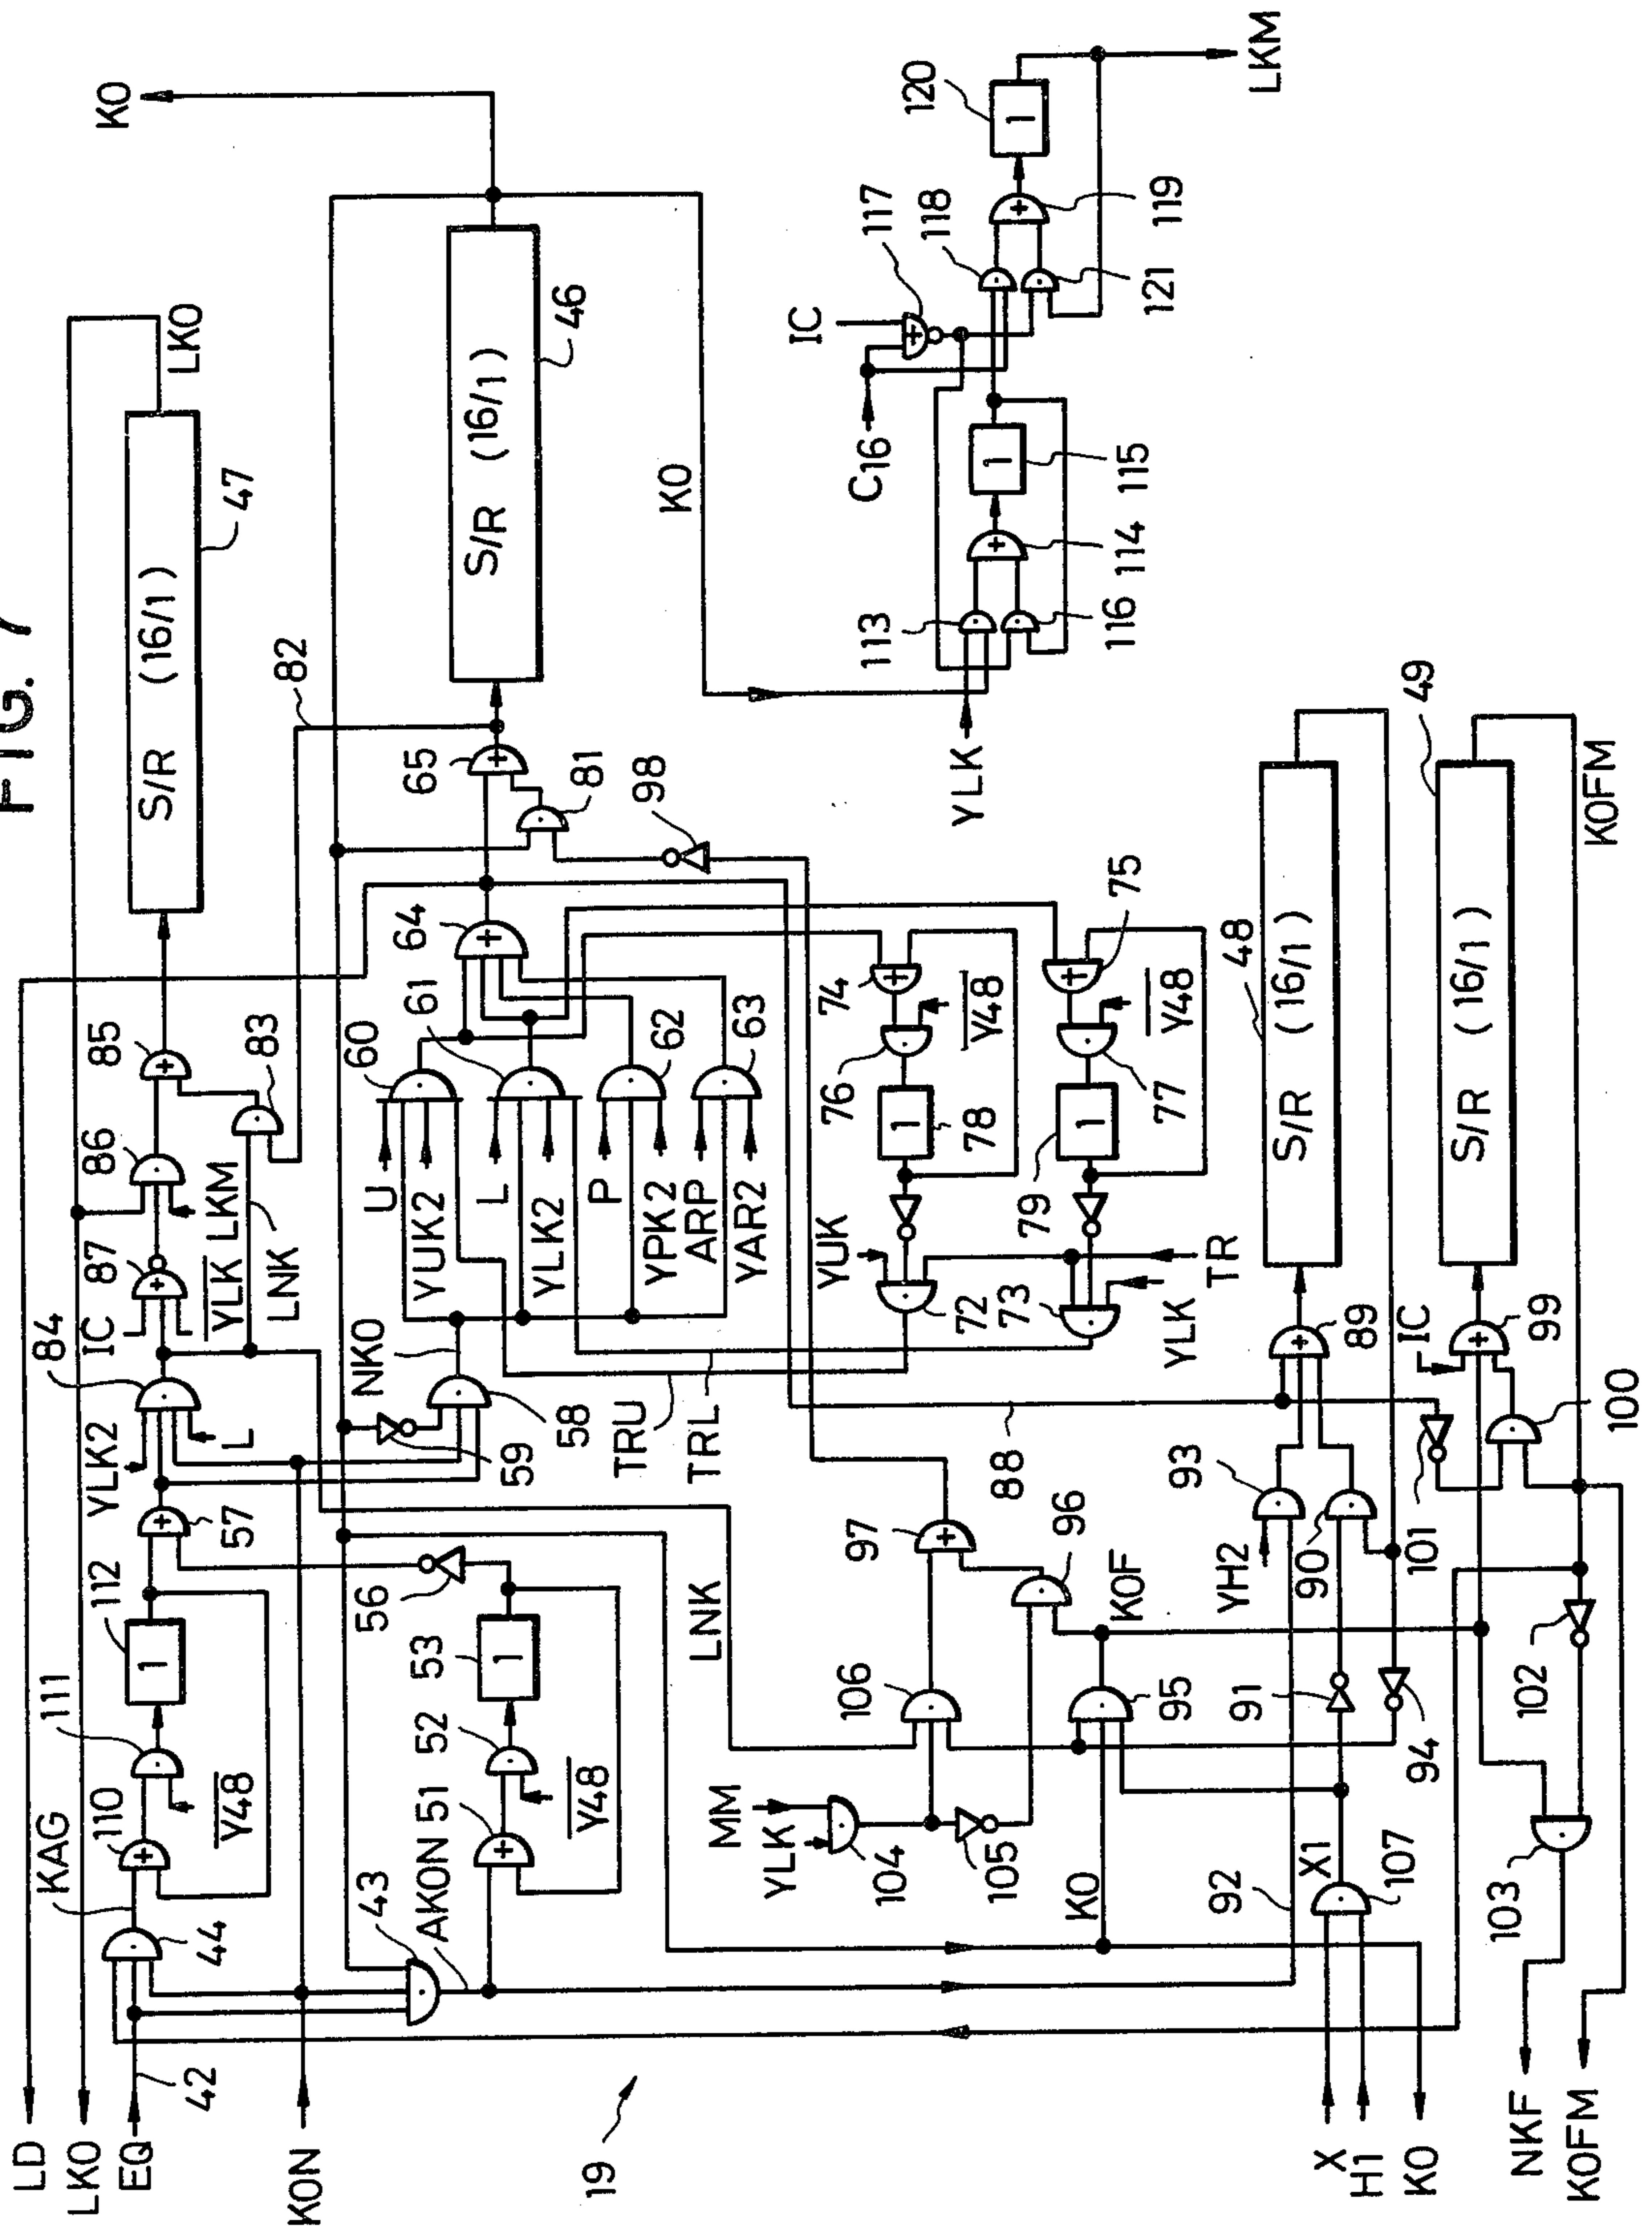 FIG. 7
KO
LKO
S/R (16/1)
47
82
S/R (16/1)
46
KO
120
1
LKM
119
118
117
IC
121
C16
1
115
114
113
116
YLK
65
81
98
64
61
60
62
63
85
83
86
87
84
IC
YLK
LKM
LNK
U
YUK2
L
YLK2
P
YPK2
ARP
YAR2
74
75
Y48
Y48
76
77
1
78
79
1
YUK
72
73
YLK
TR
48
S/R (16/1)
49
S/R (16/1)
KOFM
89
IC
99
100
101
YLK2
L
NKO
59
58
TRU
TRL
88
93
YH2
90
57
112
1
111
110
KAG
Y48
56
53
1
52
51
Y48
43
AKON
44
LNK
97
96
KOF
106
95
MM
YLK
104
105
KO
91
94
102
103
92
X1
107
LD
LKO
EQ
42
KON
19
X
H1
KO
NKF
KOFM